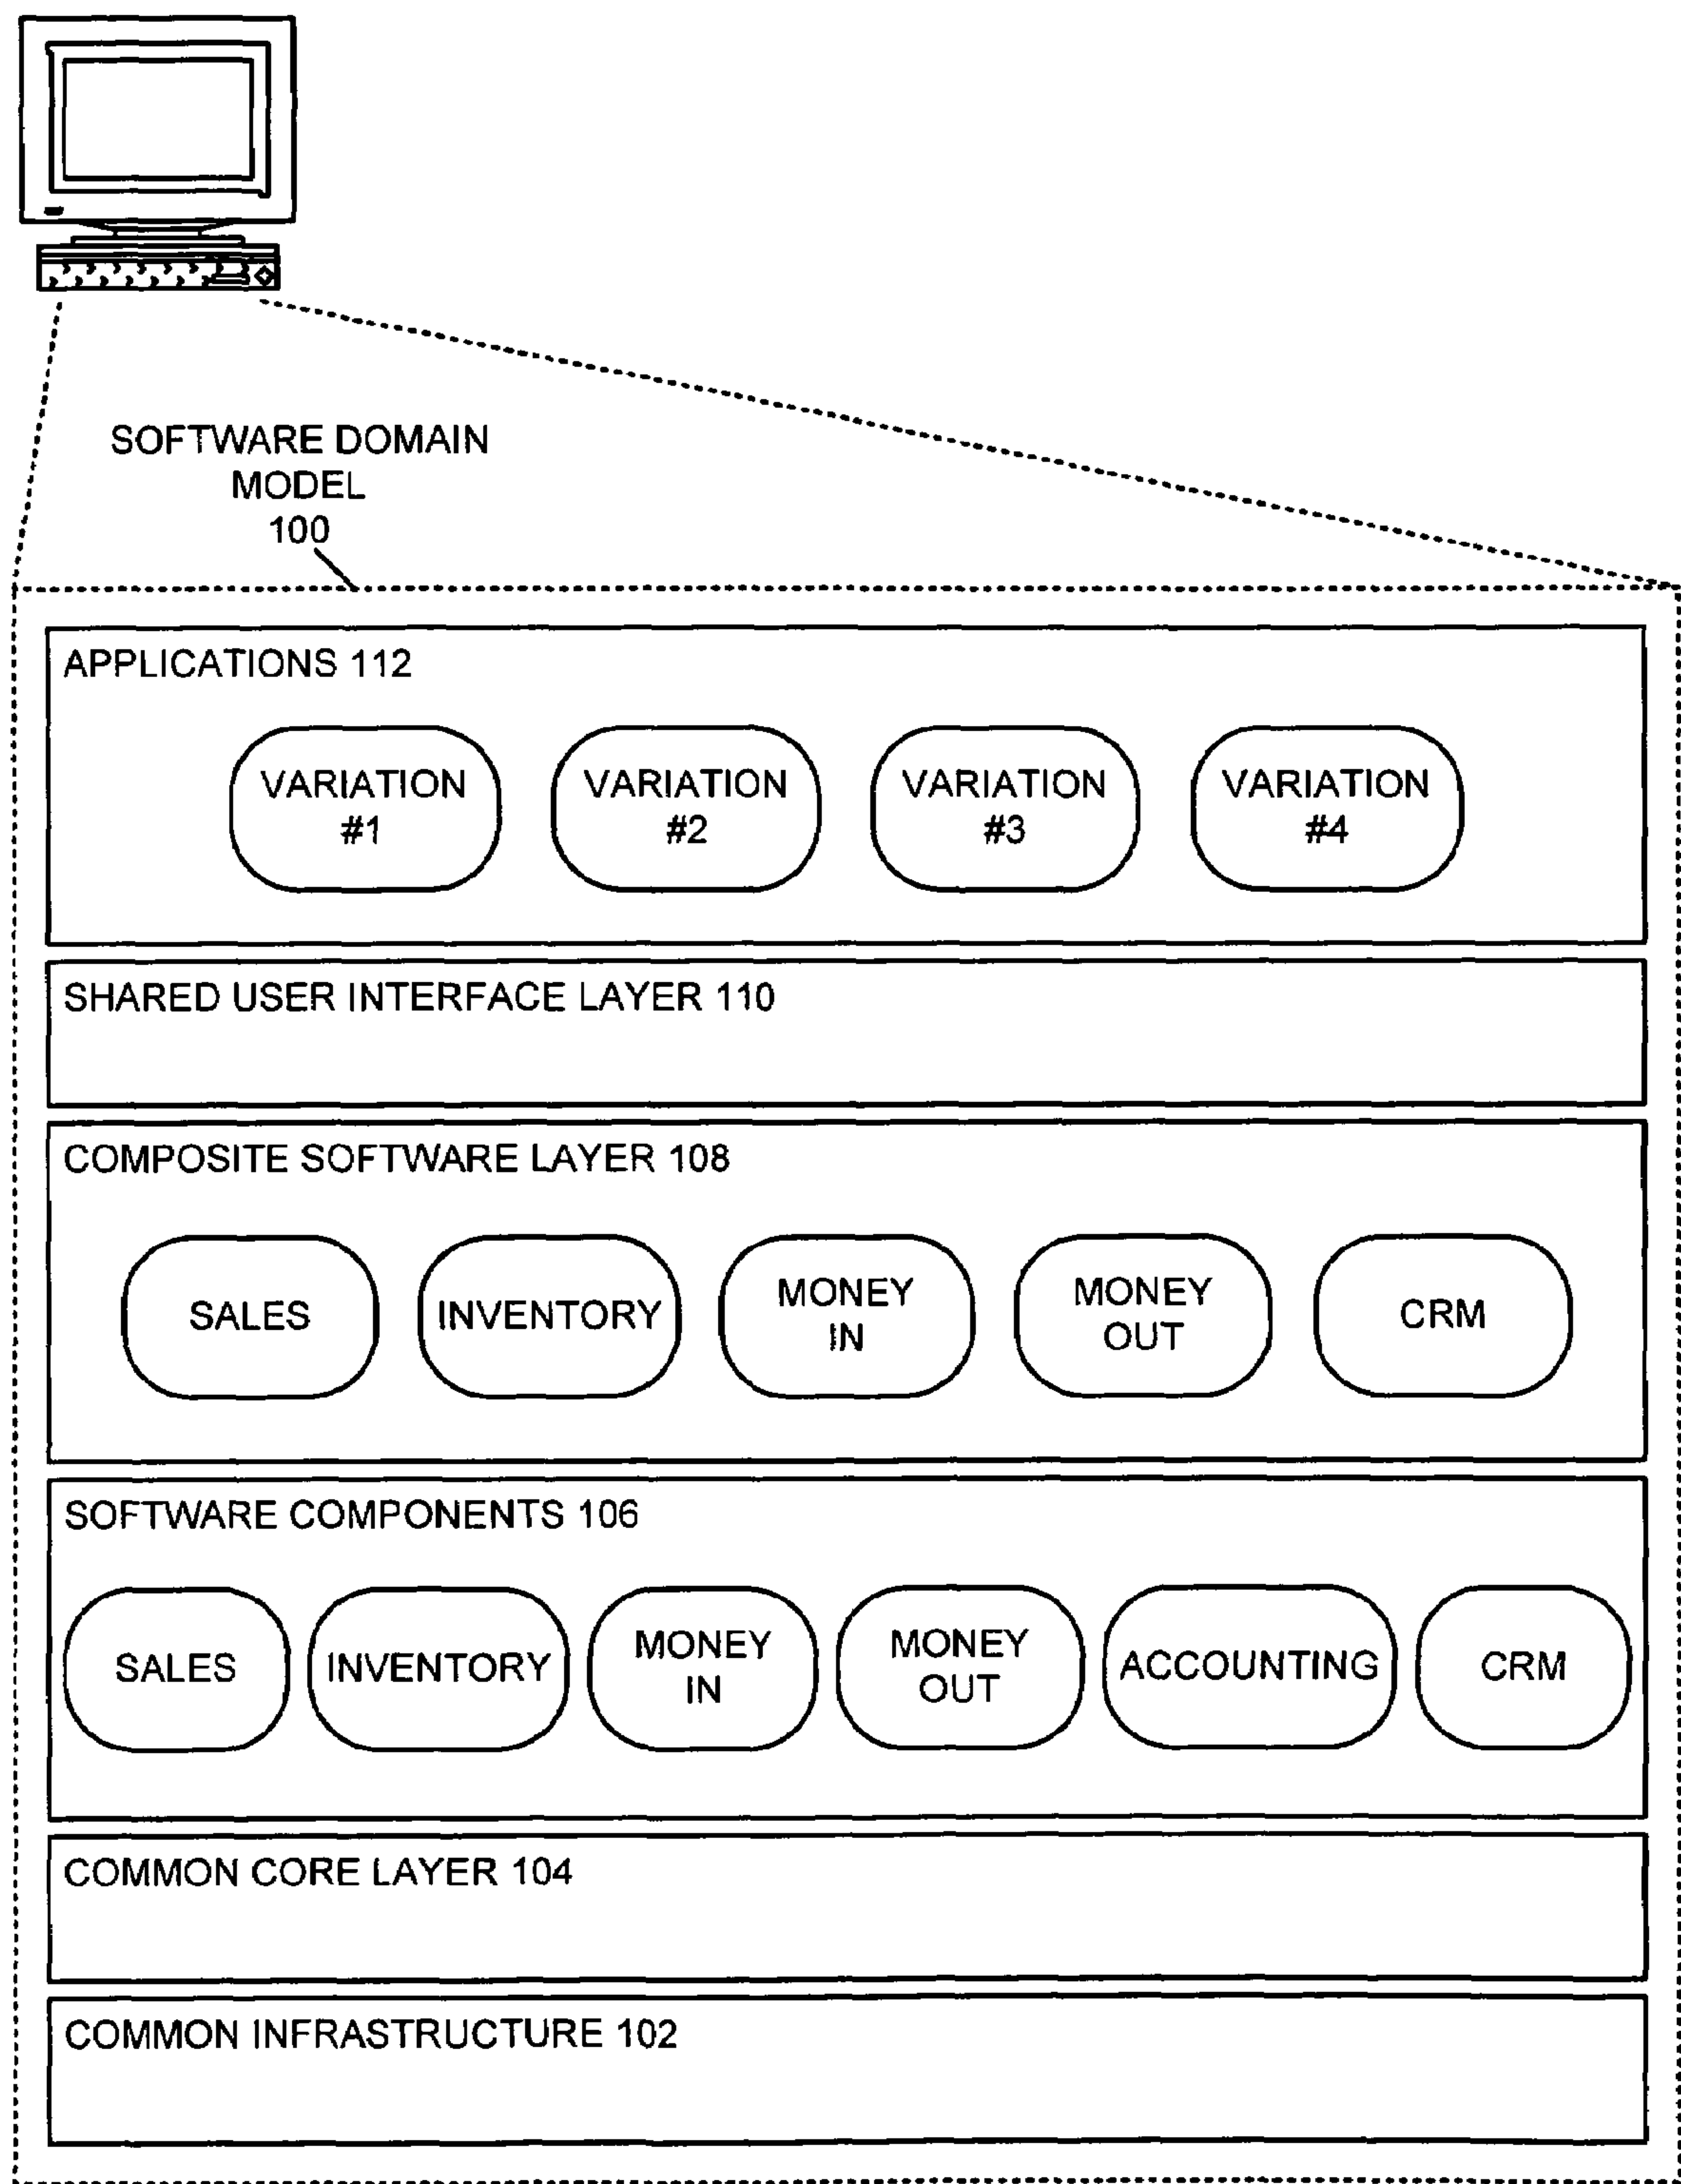 SOFTWARE DOMAIN
MODEL
100
APPLICATIONS 112
VARIATION
#1
VARIATION
#2
VARIATION
#3
VARIATION
#4
SHARED USER INTERFACE LAYER 110
COMPOSITE SOFTWARE LAYER 108
SALES
INVENTORY
MONEY
IN
MONEY
OUT
CRM
SOFTWARE COMPONENTS 106
SALES
INVENTORY
MONEY
IN
MONEY
OUT
ACCOUNTING
CRM
COMMON CORE LAYER 104
COMMON INFRASTRUCTURE 102